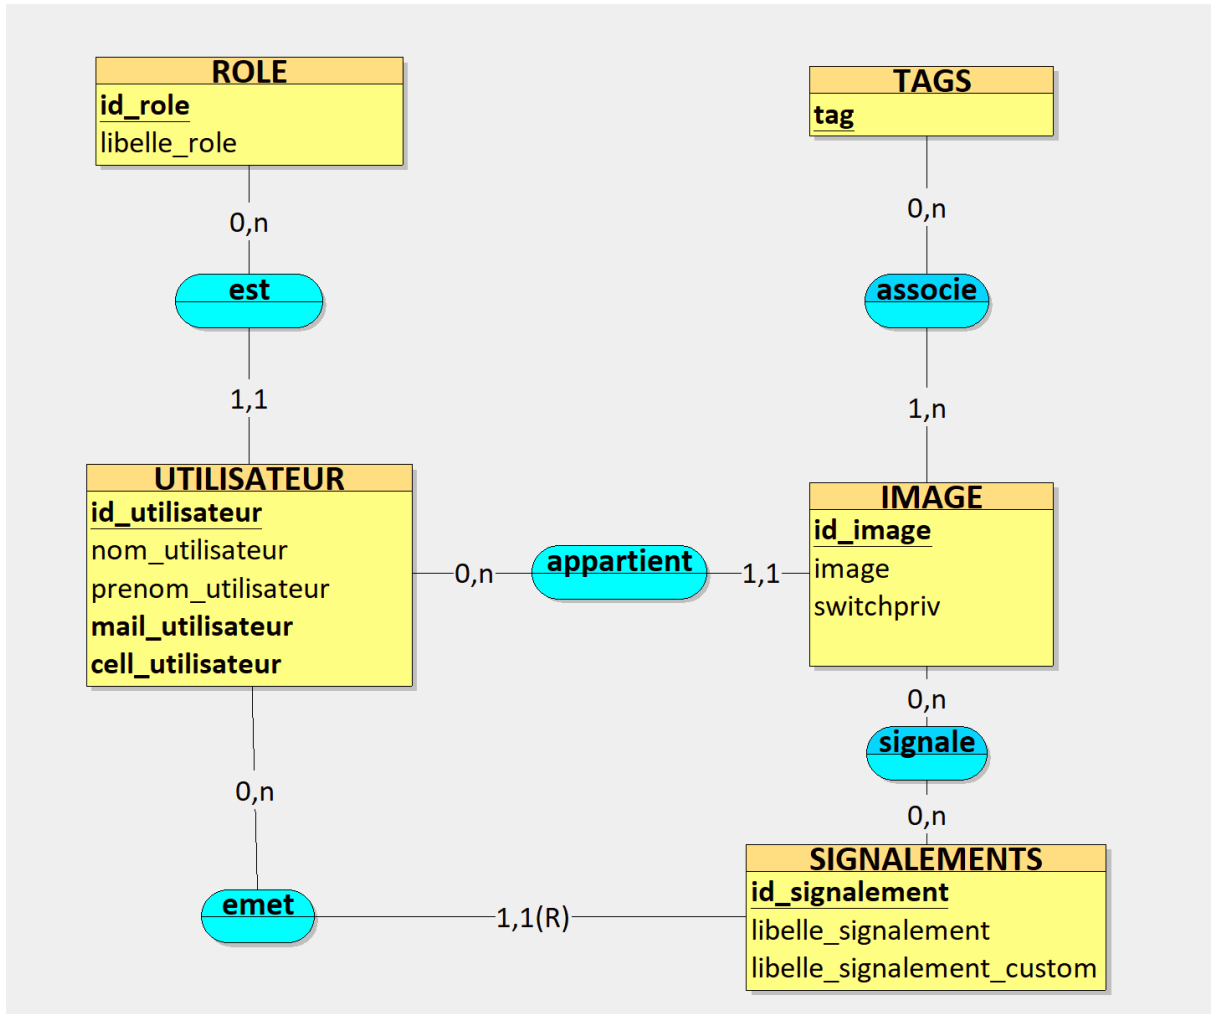 ROLE
id_role
libelle_role
0,n
est
1,1
UTILISATEUR
id_utilisateur
nom_utilisateur
prenom_utilisateur
mail_utilisateur
cell_utilisateur
0,n
appartient
1,1
TAGS
tag
0,n
associe
1,n
IMAGE
id_image
image
switchpriv
0,n
signale
0,n
SIGNALEMENTS
id_signalement
libelle_signalement
libelle_signalement_custom
0,n
emet
1,1(R)